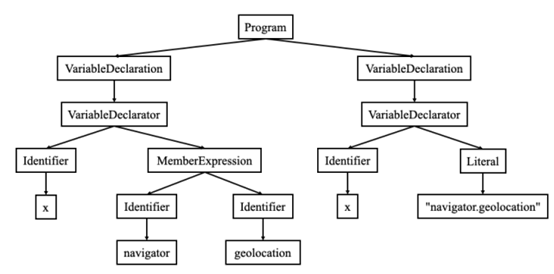 Program
VariableDeclaration VariableDeclaration
VariableDeclarator VariableDeclarator
Identifier MemberExpression Identifier Literal
x Identifier Identifier x "navigator.geolocation"
navigator geolocation